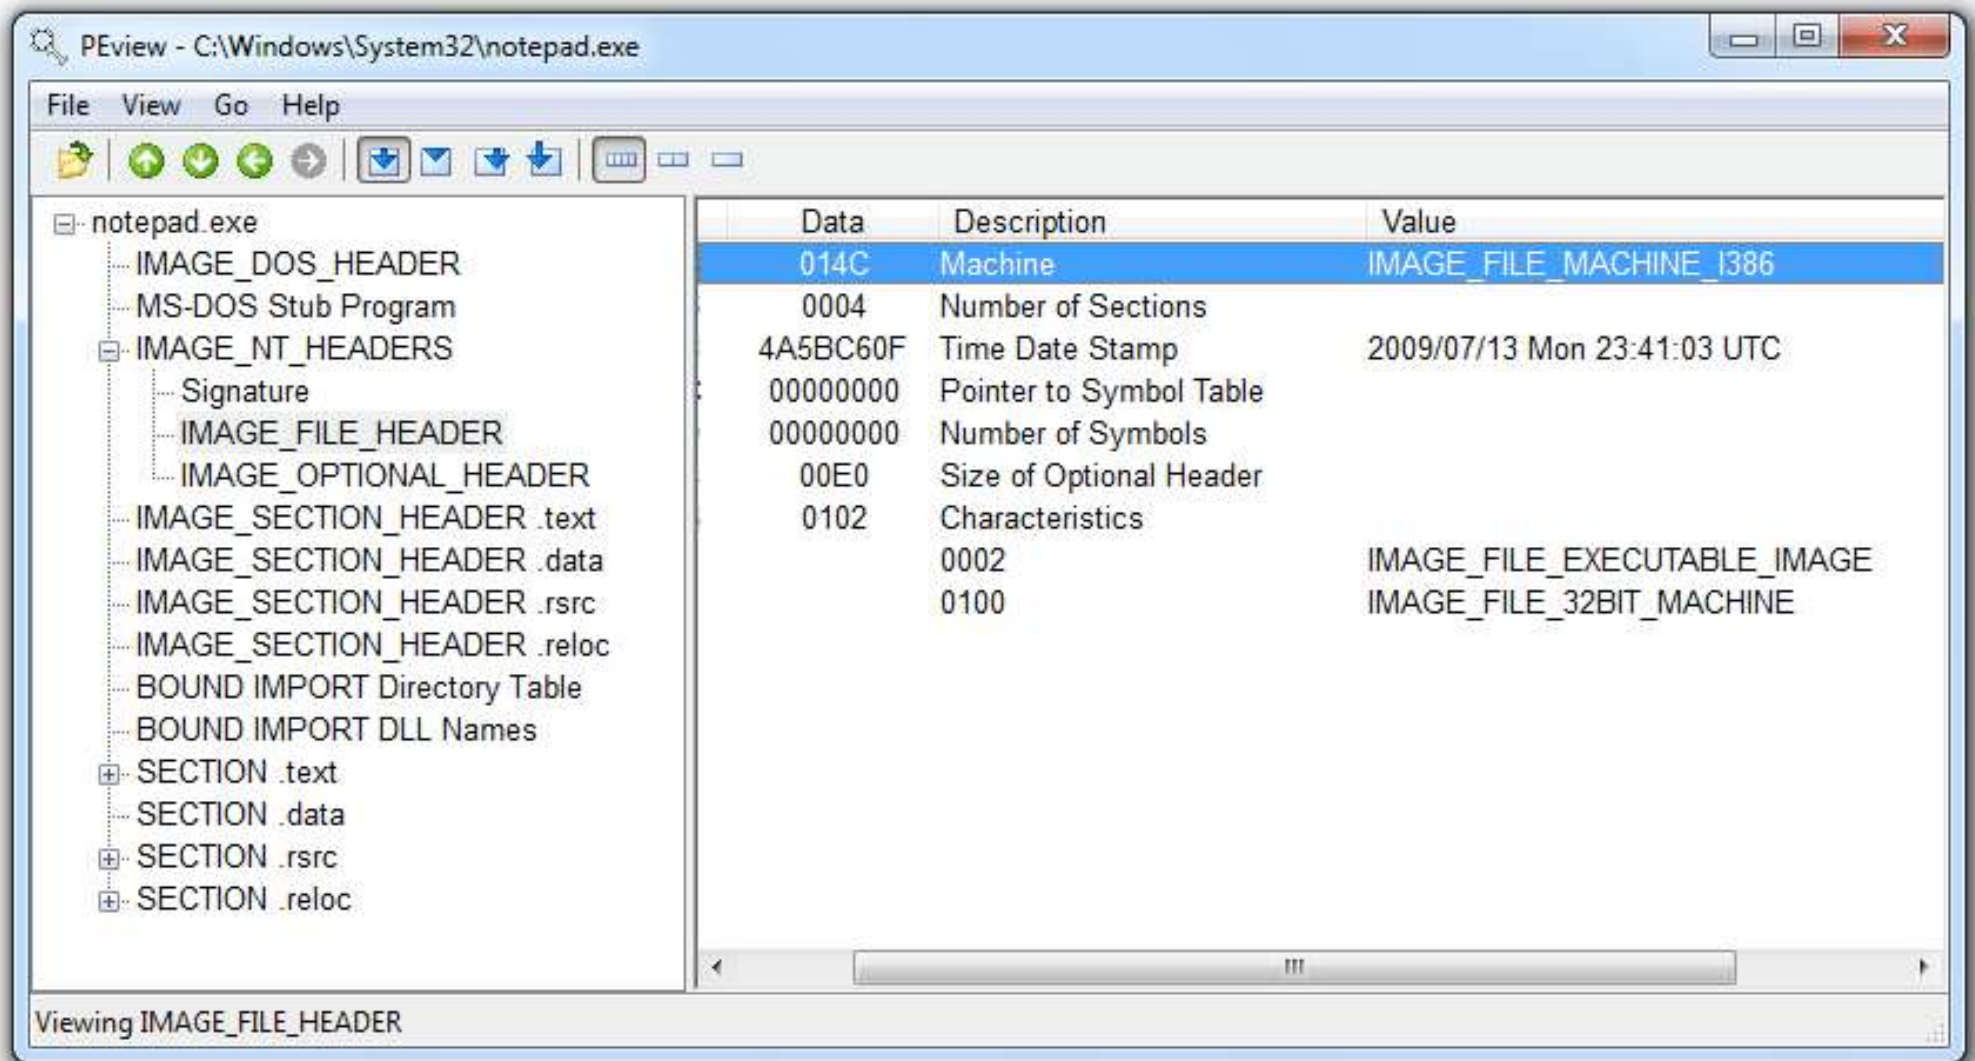 PEview - C:\Windows\System32\notepad.exe
File View Go Help
notepad.exe
IMAGE_DOS_HEADER
MS-DOS Stub Program
IMAGE_NT_HEADERS
Signature
IMAGE_FILE_HEADER
IMAGE_OPTIONAL_HEADER
IMAGE_SECTION_HEADER .text
IMAGE_SECTION_HEADER .data
IMAGE_SECTION_HEADER .rsrc
IMAGE_SECTION_HEADER .reloc
BOUND IMPORT Directory Table
BOUND IMPORT DLL Names
SECTION .text
SECTION .data
SECTION .rsrc
SECTION .reloc
Data Description Value
014C Machine IMAGE_FILE_MACHINE_I386
0004 Number of Sections
4A5BC60F Time Date Stamp 2009/07/13 Mon 23:41:03 UTC
00000000 Pointer to Symbol Table
00000000 Number of Symbols
00E0 Size of Optional Header
0102 Characteristics
0002 IMAGE_FILE_EXECUTABLE_IMAGE
0100 IMAGE_FILE_32BIT_MACHINE
Viewing IMAGE_FILE_HEADER